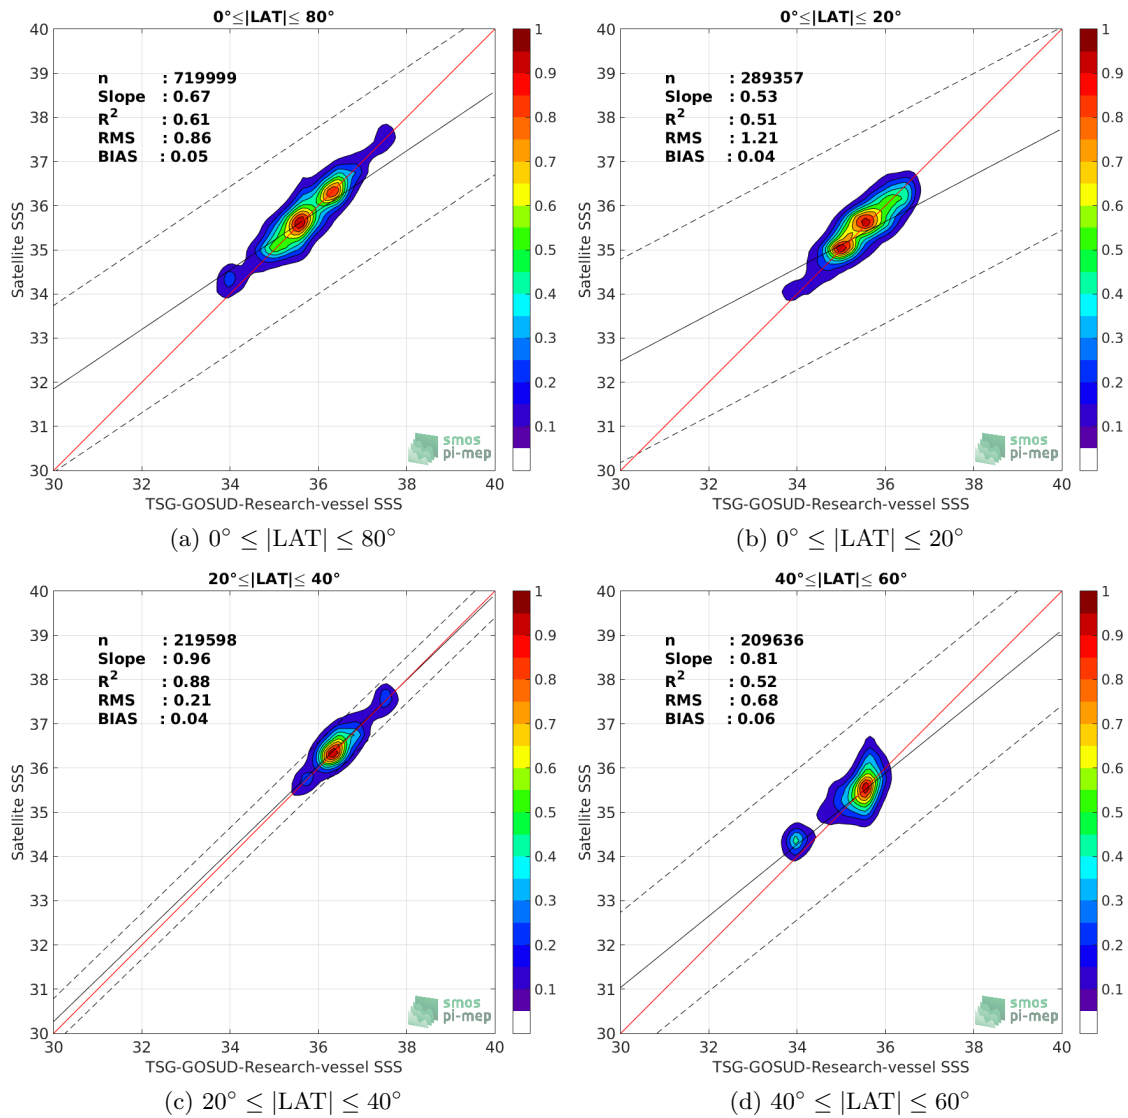 0°≤|LAT|≤ 80°
40
39
38
37
36
35
34
33
32
31
30
Satellite SSS
n : 719999
Slope : 0.67
R2 : 0.61
RMS : 0.86
BIAS : 0.05
smos
pi-mep
30 32 34 36 38 40
TSG-GOSUD-Research-vessel SSS
1
0.9
0.8
0.7
0.6
0.5
0.4
0.3
0.2
0.1
(a) 0° ≤ |LAT| ≤ 80°
0°≤|LAT|≤ 20°
40
39
38
37
36
35
34
33
32
31
30
Satellite SSS
n : 289357
Slope : 0.53
R2 : 0.51
RMS : 1.21
BIAS : 0.04
smos
pi-mep
30 32 34 36 38 40
TSG-GOSUD-Research-vessel SSS
1
0.9
0.8
0.7
0.6
0.5
0.4
0.3
0.2
0.1
(b) 0° ≤ |LAT| ≤ 20°
20°≤|LAT|≤ 40°
40
39
38
37
36
35
34
33
32
31
30
Satellite SSS
n : 219598
Slope : 0.96
R2 : 0.88
RMS : 0.21
BIAS : 0.04
smos
pi-mep
30 32 34 36 38 40
TSG-GOSUD-Research-vessel SSS
1
0.9
0.8
0.7
0.6
0.5
0.4
0.3
0.2
0.1
(c) 20° ≤ |LAT| ≤ 40°
40°≤|LAT|≤ 60°
40
39
38
37
36
35
34
33
32
31
30
Satellite SSS
n : 209636
Slope : 0.81
R2 : 0.52
RMS : 0.68
BIAS : 0.06
smos
pi-mep
30 32 34 36 38 40
TSG-GOSUD-Research-vessel SSS
1
0.9
0.8
0.7
0.6
0.5
0.4
0.3
0.2
0.1
(d) 40° ≤ |LAT| ≤ 60°